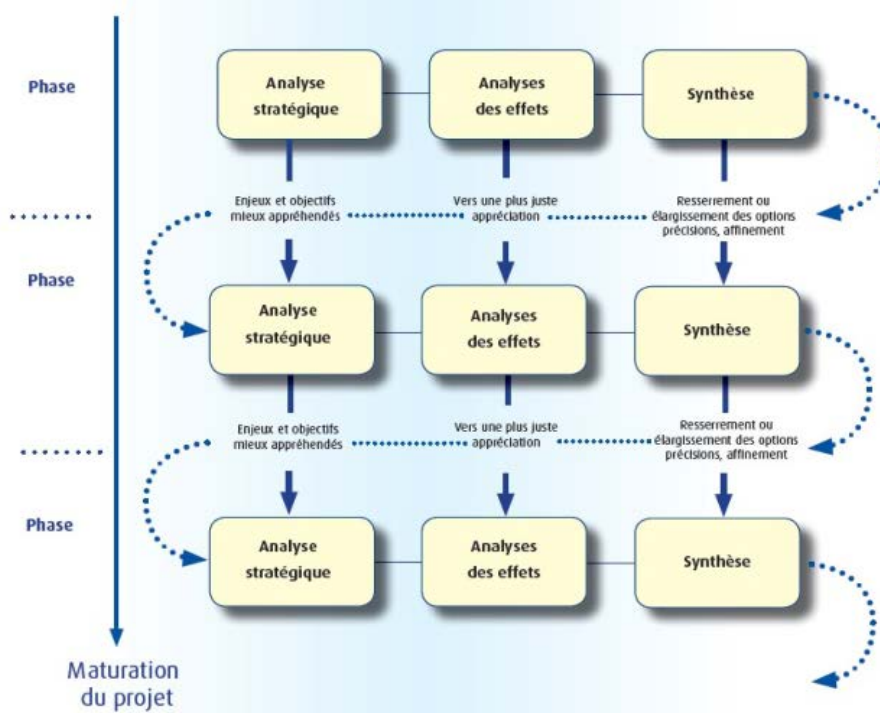 Phase
Analyse
stratégique
Analyses
des effets
Synthèse
Enjeux et objectifs
mieux appréhendés
Vers une plus juste
appréciation
Resserrement ou
élargissement des options
précisions, affinement
Phase
Analyse
stratégique
Analyses
des effets
Synthèse
Enjeux et objectifs
mieux appréhendés
Vers une plus juste
appréciation
Resserrement ou
élargissement des options
précisions, affinement
Phase
Analyse
stratégique
Analyses
des effets
Synthèse
Maturation
du projet